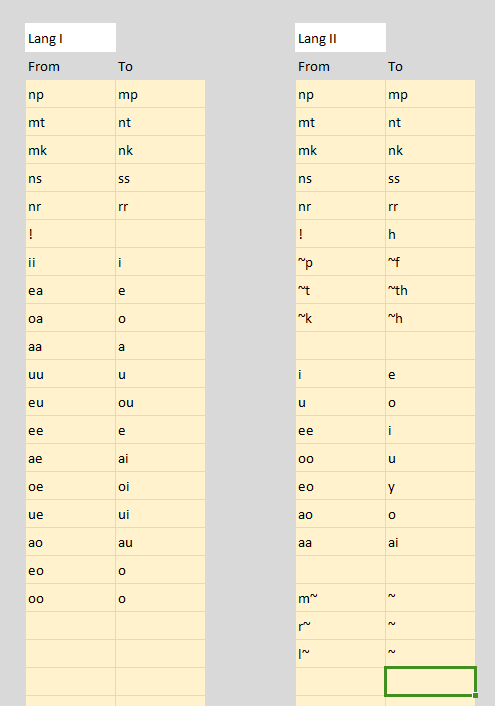 Lang I Lang II
From To From To
np mp np mp
mt nt mt nt
mk nk mk nk
ns ss ns ss
nr rr nr rr
! ! h
ii i ~p ~f
ea e ~t ~th
oa o ~k ~h
aa a
uu u i e
eu ou u o
ee e ee i
ae ai oo u
oe oi eo y
ue ui ao o
ao au aa ai
eo o
oo o m~ ~
r~ ~
l~ ~